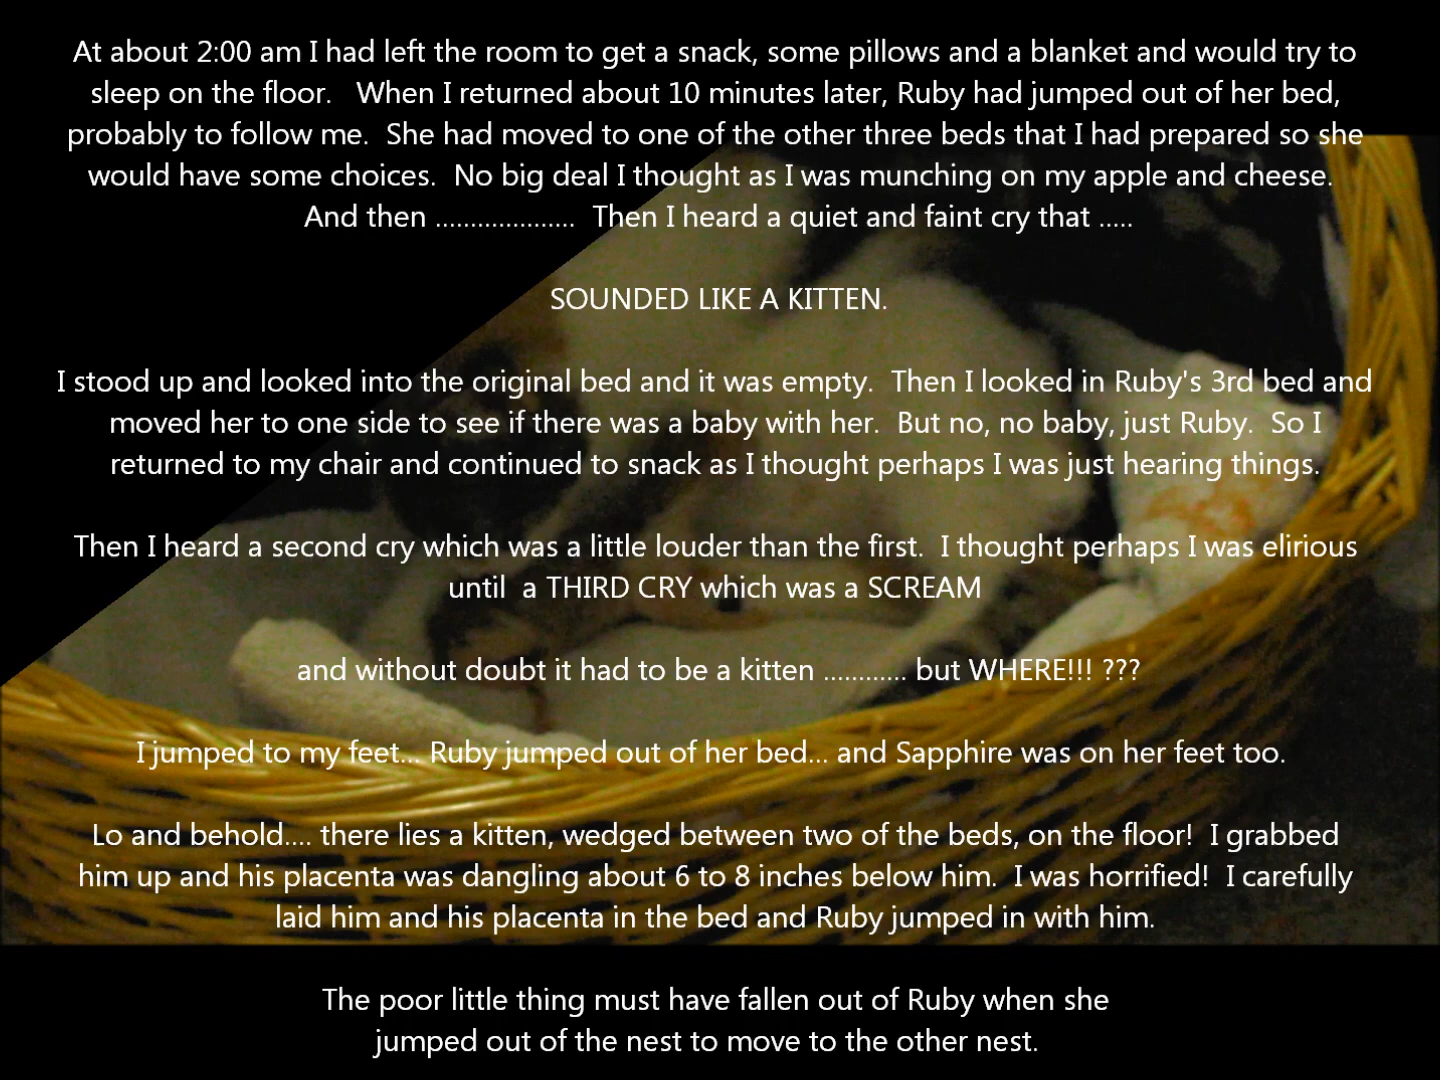 At about 2:00 am I had left the room to get a snack, some pillows and a blanket and would try to
sleep on the floor.   When I returned about 10 minutes later, Ruby had jumped out of her bed,
probably to follow me.  She had moved to one of the other three beds that I had prepared so she
would have some choices.  No big deal I thought as I was munching on my apple and cheese.
And then ....................  Then I heard a quiet and faint cry that .....
SOUNDED LIKE A KITTEN.
I stood up and looked into the original bed and it was empty.  Then I looked in Ruby's 3rd bed and
moved her to one side to see if there was a baby with her.  But no, no baby, just Ruby.  So I
returned to my chair and continued to snack as I thought perhaps I was just hearing things.
Then I heard a second cry which was a little louder than the first.  I thought perhaps I was elirious
until  a THIRD CRY which was a SCREAM
and without doubt it had to be a kitten ............ but WHERE!!! ???
I jumped to my feet... Ruby jumped out of her bed... and Sapphire was on her feet too.
Lo and behold.... there lies a kitten, wedged between two of the beds, on the floor!  I grabbed
him up and his placenta was dangling about 6 to 8 inches below him.  I was horrified!  I carefully
laid him and his placenta in the bed and Ruby jumped in with him.
The poor little thing must have fallen out of Ruby when she
jumped out of the nest to move to the other nest.